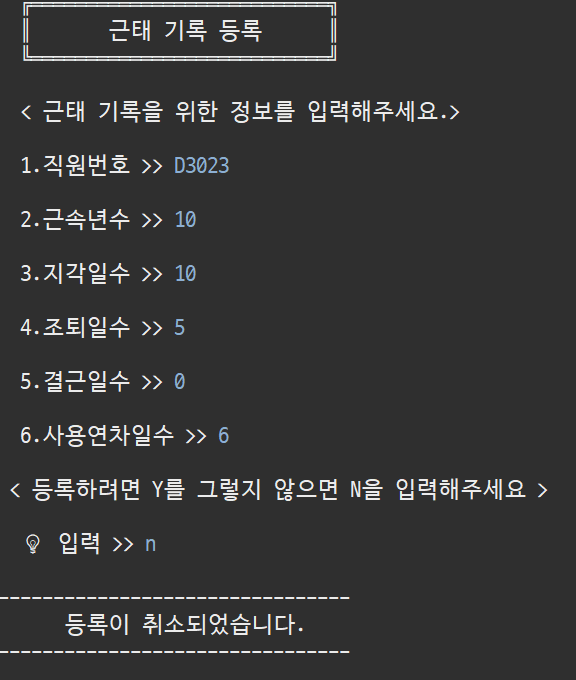 근태 기록 등록
< 근태 기록을 위한 정보를 입력해주세요.>
1.직원번호 >> D3023
2.근속년수 >> 10
3.지각일수 >> 10
4.조퇴일수 >> 5
5.결근일수 >> 0
6.사용연차일수 >> 6
< 등록하려면 Y를 그렇지 않으면 N을 입력해주세요 >
💡 입력 >> n
--------------------------------
등록이 취소되었습니다.
--------------------------------